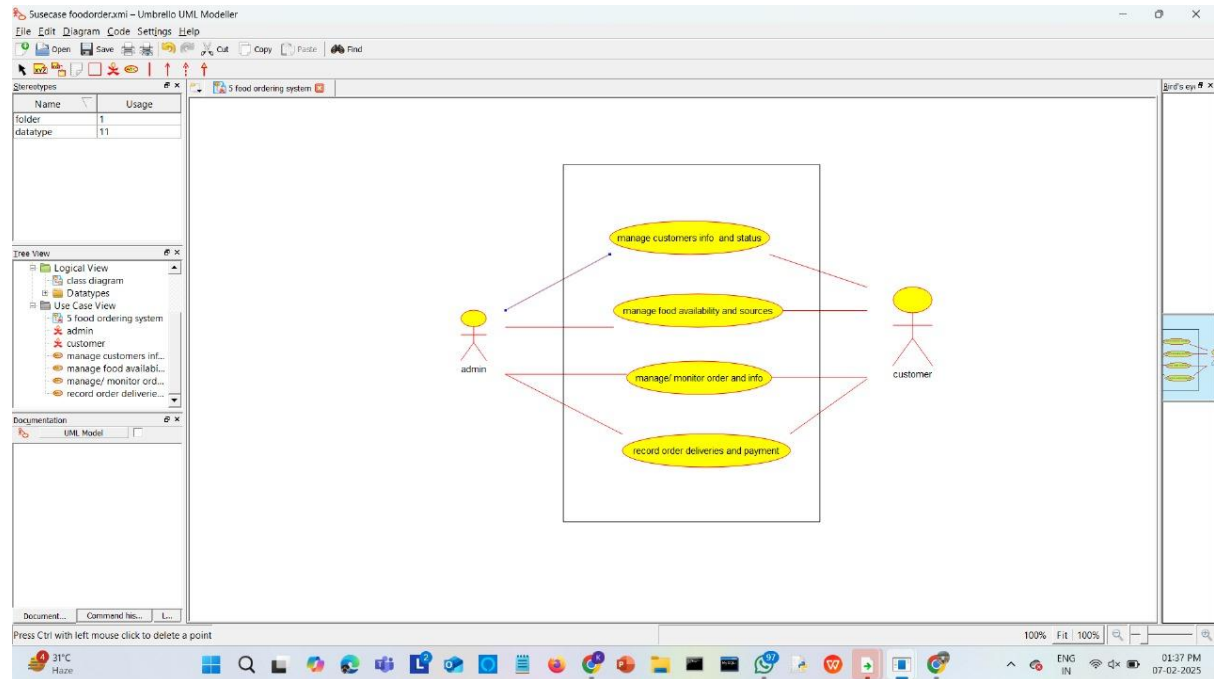 5usecase foodorder.xmi – Umbrello UML Modeller
File Edit Diagram Code Settings Help
Open Save Cut Copy Paste Find
Stereotypes
5 food ordering system
Bird's eye
Name Usage
folder 1
datatype 11
manage customers info and status
manage food availability and sources
manage/ monitor order and info
record order deliveries and payment
admin
customer
Tree View
Logical View
class diagram
Datatypes
Use Case View
5 food ordering system
admin
customer
manage customers inf...
manage food availabi...
manage/ monitor ord...
record order deliverie...
Documentation
UML Model
Document... Command his... L...
Press Ctrl with left mouse click to delete a point
100% Fit 100%
31°C
Haze
ENG
IN
01:37 PM
07-02-2025